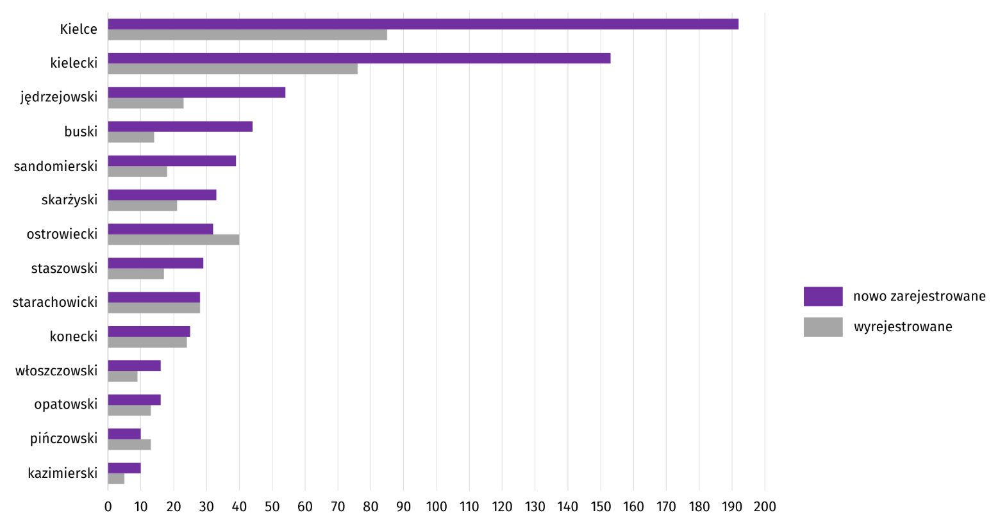 Kielce
kielecki
jędrzejowski
buski
sandomierski
skarżyski
ostrowiecki
staszowski
starachowicki
konecki
włoszczowski
opatowski
pińczowski
kazimierski
0 10 20 30 40 50 60 70 80 90 100 110 120 130 140 150 160 170 180 190 200
nowo zarejestrowane
wyrejestrowane